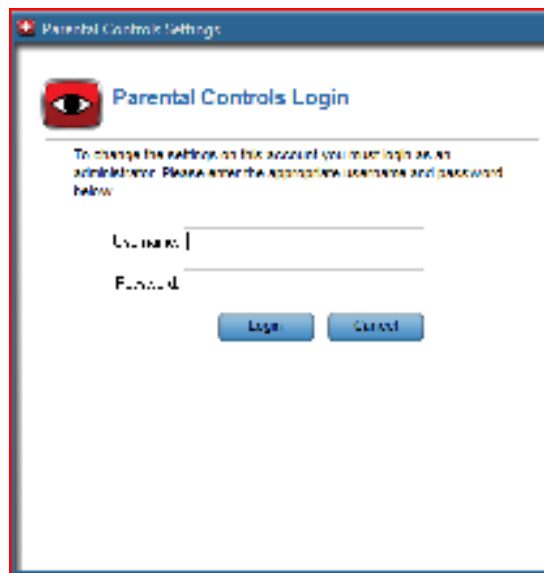 Parental Controls Settings
Parental Controls Login
To change the settings on this account you must login as an
administrator. Please enter the appropriate username and password
below
Username:
Password:
Login
Cancel